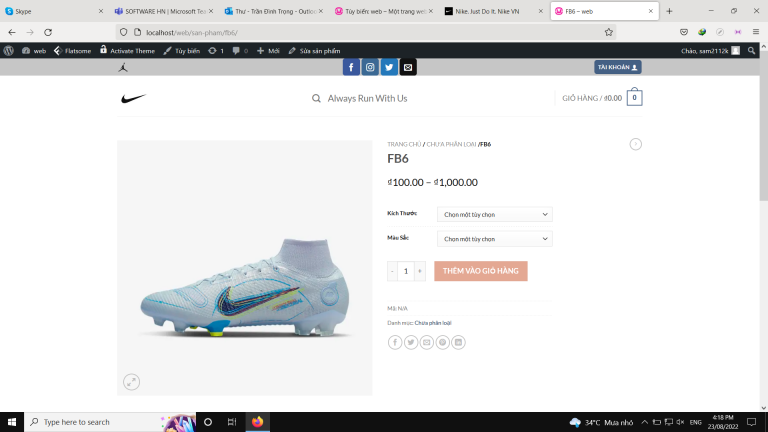 Skype
SOFTWARE HN | Microsoft Tea
Thư - Trần Đình Trọng - Outloo
Tùy biến: web – Một trang web
Nike. Just Do It. Nike VN
FB6 – web
localhost/web/san-pham/fb6/
web
Flatsome
Activate Theme
Tùy biến
1
0
Mới
Sửa sản phẩm
Chào, sam2112k
TÀI KHOẢN
Always Run With Us
GIỎ HÀNG / ₫0.00
0
TRANG CHỦ / CHƯA PHÂN LOẠI /FB6
FB6
₫100.00 – ₫1,000.00
Kích Thước
Chọn một tùy chọn
Màu Sắc
Chọn một tùy chọn
- 1 +
THÊM VÀO GIỎ HÀNG
Mã: N/A
Danh mục: Chưa phân loại
Type here to search
34°C Mưa nhỏ
ENG
4:18 PM
23/08/2022